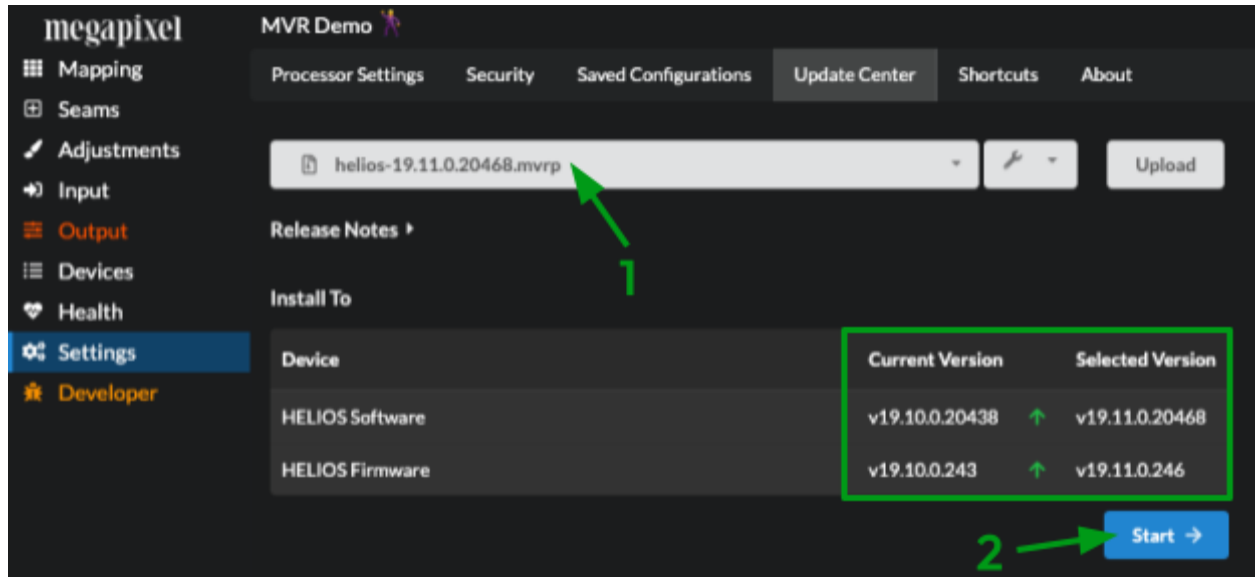 megapixel
MVR Demo
Mapping
Seams
Adjustments
Input
Output
Devices
Health
Settings
Developer
Processor Settings Security Saved Configurations Update Center Shortcuts About
helios-19.11.0.20468.mvrp
Upload
Release Notes
1
Install To
Device Current Version Selected Version
HELIOS Software v19.10.0.20438 v19.11.0.20468
HELIOS Firmware v19.10.0.243 v19.11.0.246
2
Start